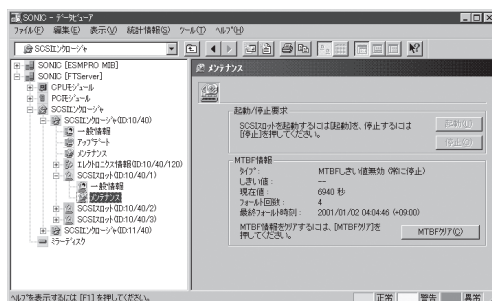 SONIC - ﾃﾞｰﾀﾋﾞｭｰｱ
ﾌｧｲﾙ(F) 編集(E) 表示(V) 統計情報(S) ﾂｰﾙ(T) ﾍﾙﾌﾟ(H)
SCSIｴﾝｸﾛｰｼﾞｬ
SONIC [ESMPRO MIB]
SONIC [FTServer]
CPUﾓｼﾞｭｰﾙ
PCIﾓｼﾞｭｰﾙ
SCSIｴﾝｸﾛｰｼﾞｬ
SCSIｴﾝｸﾛｰｼﾞｬ(ID:10/40)
一般情報
ｱｯﾌﾟﾃﾞｰﾄ
ﾒﾝﾃﾅﾝｽ
ｴﾚｸﾄﾛﾆｸｽ情報(ID:10/40/120)
SCSIｽﾛｯﾄ(ID:10/40/1)
一般情報
ﾒﾝﾃﾅﾝｽ
SCSIｽﾛｯﾄ(ID:10/40/2)
SCSIｽﾛｯﾄ(ID:10/40/3)
SCSIｴﾝｸﾛｰｼﾞｬ(ID:11/40)
ﾐﾗｰﾃﾞｨｽｸ
ﾒﾝﾃﾅﾝｽ
起動/停止要求
SCSIｽﾛｯﾄを起動するには[起動]を、停止するには
[停止]を押してください。
起動(U)
停止(D)
MTBF情報
ﾀｲﾌﾟ: MTBFしきい値無効 (常に停止)
しきい値: --
現在値: 6940 秒
ﾌｫｰﾙﾄ回数: 4
最終ﾌｫｰﾙﾄ時刻: 2001/01/02 04:04:46 (+09:00)
MTBF情報をｸﾘｱするには、[MTBFｸﾘｱ]を
押してください。
MTBFｸﾘｱ(C)
ﾍﾙﾌﾟを表示するには [F1] を押してください。
正常 警告 異常